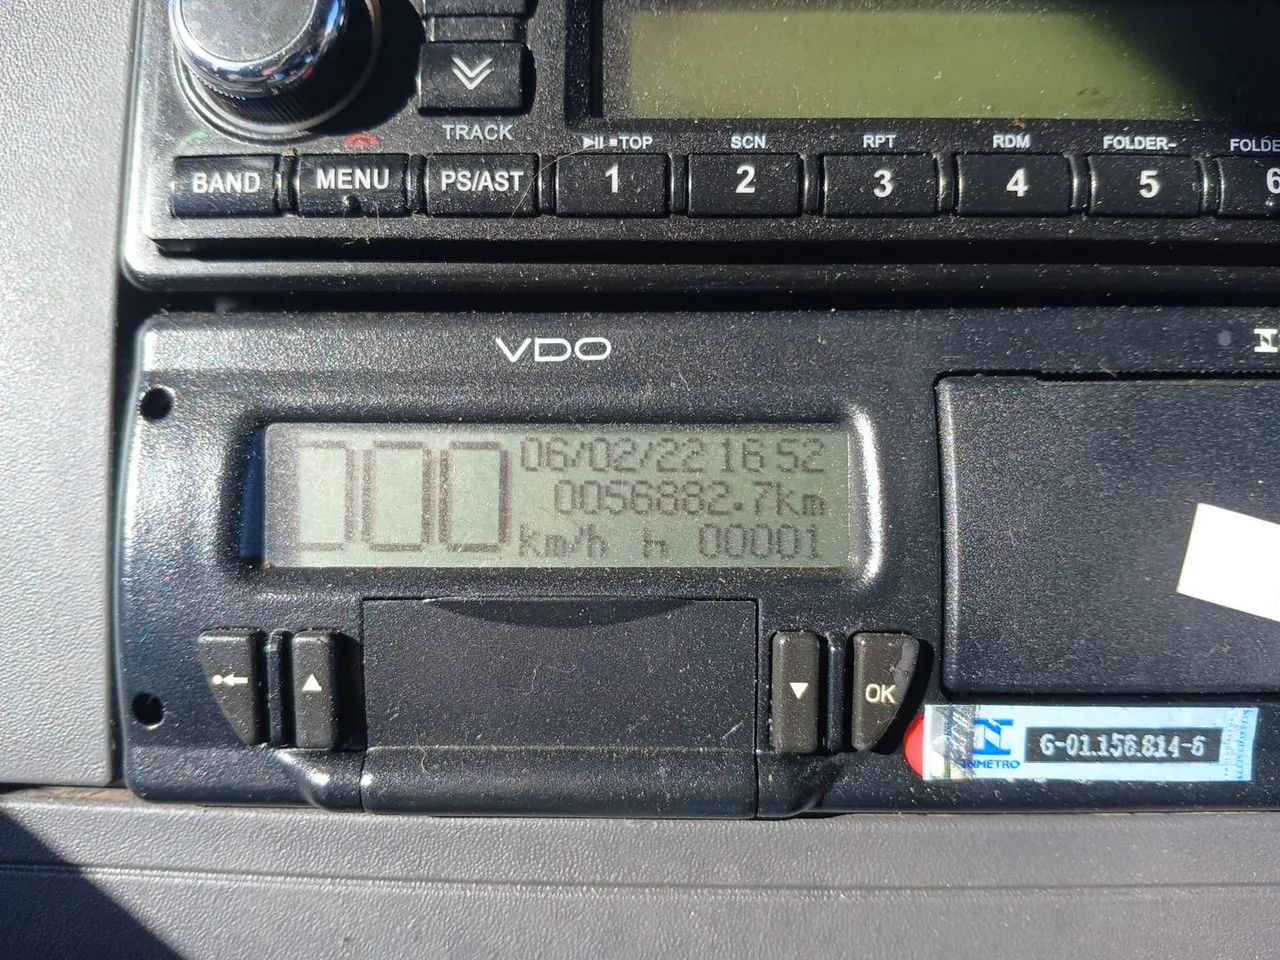 TRACK
▶II ■TOP SCN RPT RDM FOLDER-
BAND MENU PS/AST 1 2 3 4 5 6
VDO
000
06/02/22 16 52
0056882.7km
km/h 00001
OK
INMETRO
G-01.156.814-6